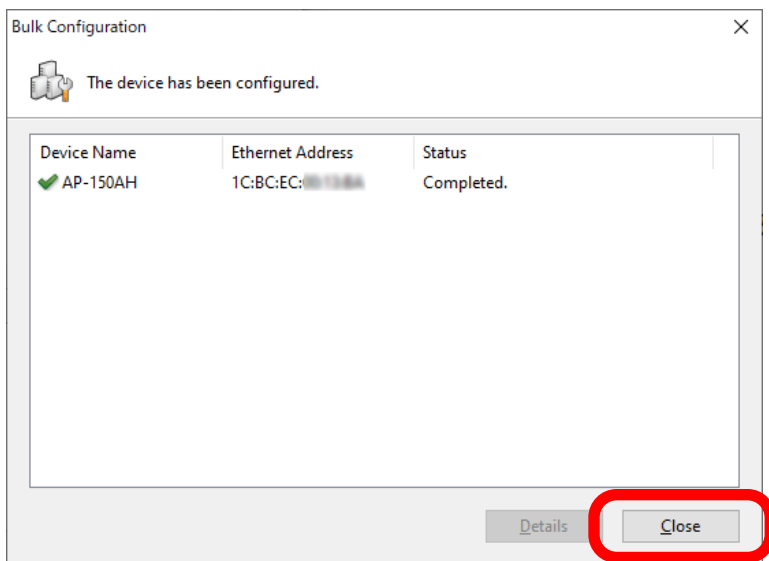 Bulk Configuration
The device has been configured.
Device Name Ethernet Address Status
AP-150AH 1C:BC:EC: Completed.
Details Close